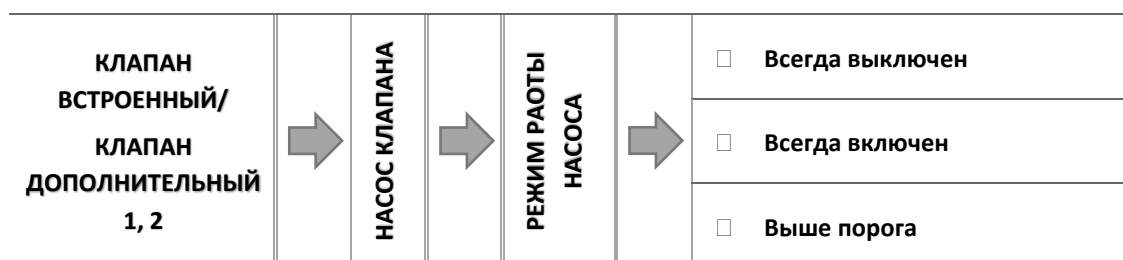 КЛАПАН
ВСТРОЕННЫЙ/
КЛАПАН
ДОПОЛНИТЕЛЬНЫЙ
1, 2
НАСОС КЛАПАНА
РЕЖИМ РАОТЫ
НАСОСА
Всегда выключен
Всегда включен
Выше порога